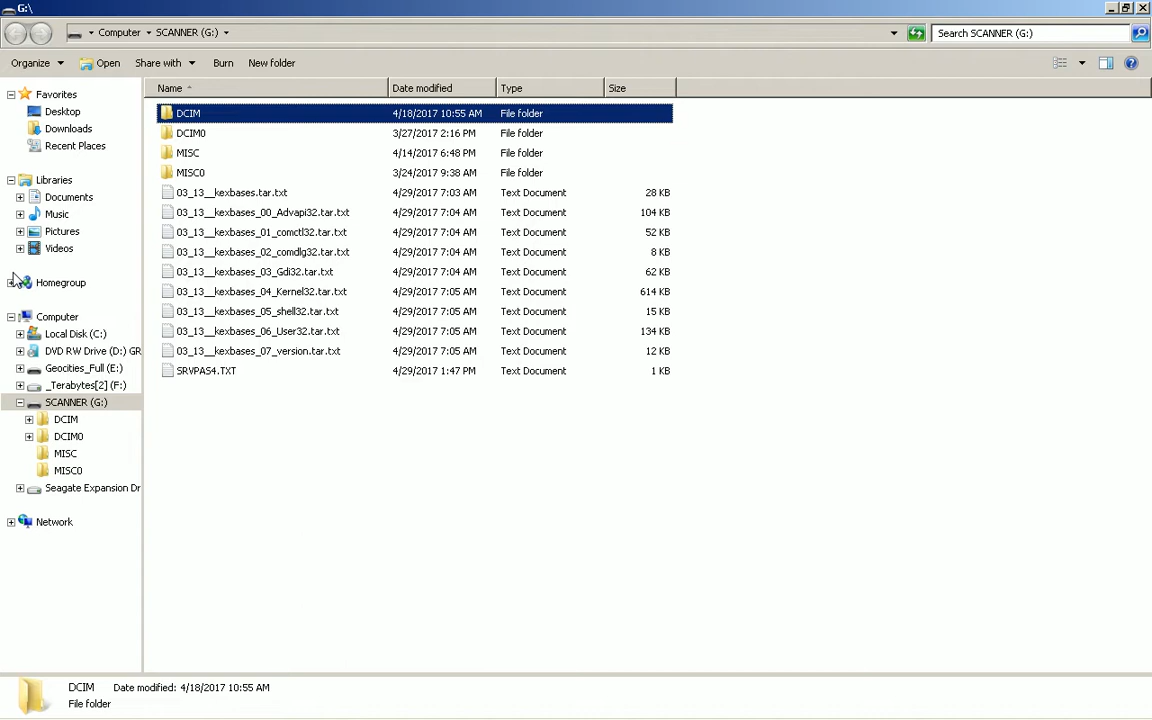 G:\
Computer SCANNER (G:) Search SCANNER (G:)
Organize Open Share with Burn New folder
Name Date modified Type Size
Favorites
Desktop
Downloads
Recent Places
Libraries
Documents
Music
Pictures
Videos
Homegroup
Computer
Local Disk (C:)
DVD RW Drive (D:) GR
Geocities_Full (E:)
_Terabytes[2] (F:)
SCANNER (G:)
DCIM
DCIM0
MISC
MISC0
Seagate Expansion Dr
Network
DCIM 4/18/2017 10:55 AM File folder
DCIM0 3/27/2017 2:16 PM File folder
MISC 4/14/2017 6:48 PM File folder
MISC0 3/24/2017 9:38 AM File folder
03_13__kexbases.tar.txt 4/29/2017 7:03 AM Text Document 28 KB
03_13__kexbases_00_Advapi32.tar.txt 4/29/2017 7:04 AM Text Document 104 KB
03_13__kexbases_01_comctl32.tar.txt 4/29/2017 7:04 AM Text Document 52 KB
03_13__kexbases_02_comdlg32.tar.txt 4/29/2017 7:04 AM Text Document 8 KB
03_13__kexbases_03_Gdi32.tar.txt 4/29/2017 7:04 AM Text Document 62 KB
03_13__kexbases_04_Kernel32.tar.txt 4/29/2017 7:05 AM Text Document 614 KB
03_13__kexbases_05_shell32.tar.txt 4/29/2017 7:05 AM Text Document 15 KB
03_13__kexbases_06_User32.tar.txt 4/29/2017 7:05 AM Text Document 134 KB
03_13__kexbases_07_version.tar.txt 4/29/2017 7:05 AM Text Document 12 KB
SRVPAS4.TXT 4/29/2017 1:47 PM Text Document 1 KB
DCIM Date modified: 4/18/2017 10:55 AM
File folder